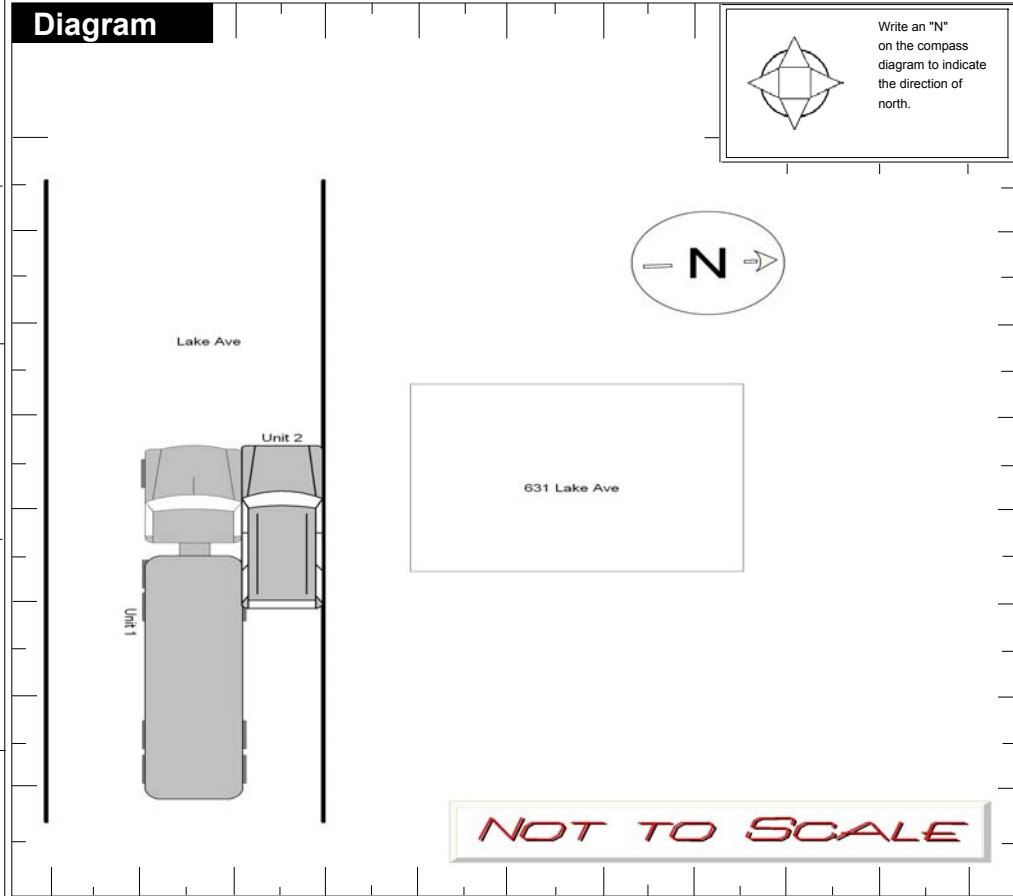 Diagram
Write an "N"
on the compass
diagram to indicate
the direction of
north.
N
Lake Ave
Unit 2
631 Lake Ave
Unit 1
NOT TO SCALE